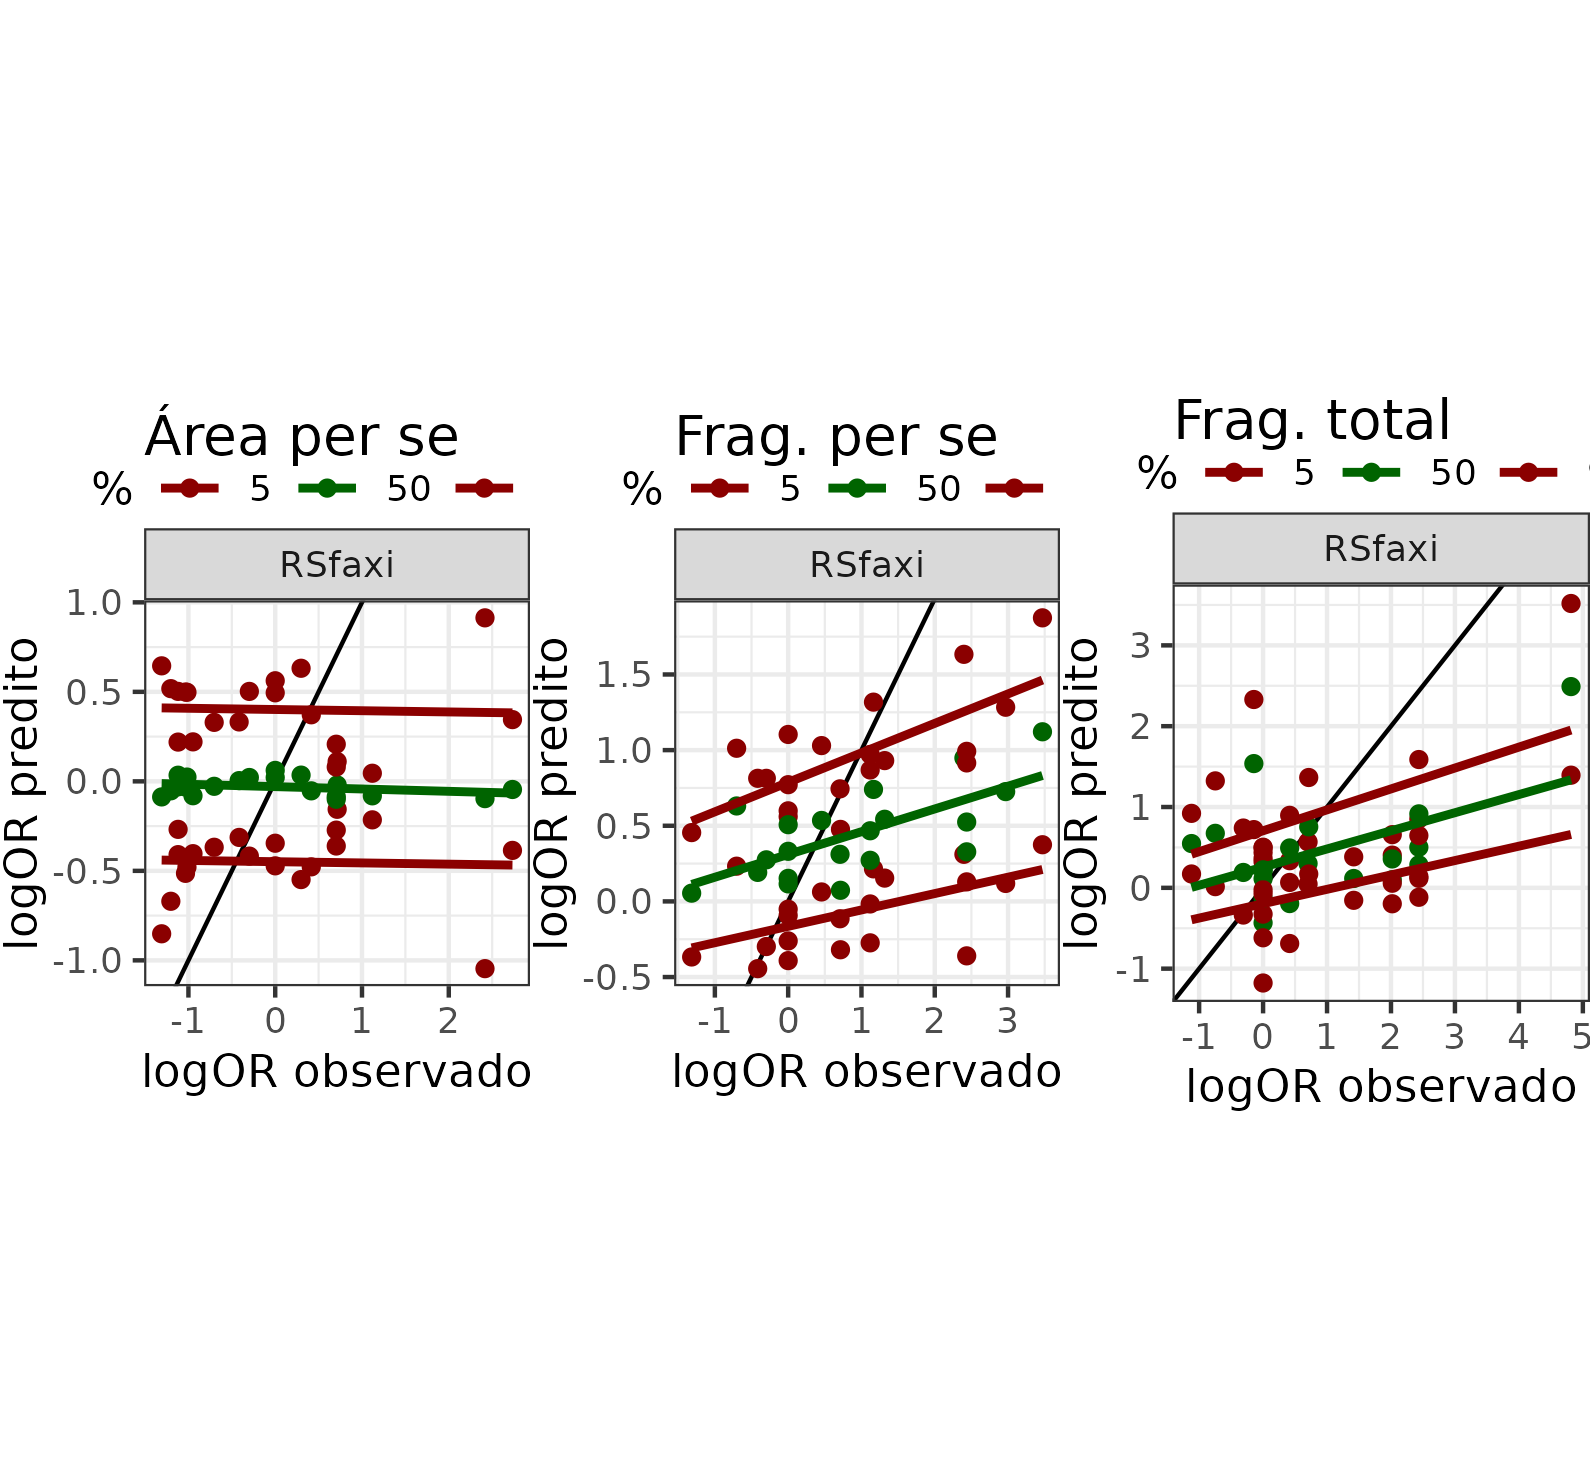 Área per se
% 5 50
RSfaxi
1.0
0.5
0.0
-0.5
-1.0
-1 0 1 2
logOR predito
logOR observado
Frag. per se
% 5 50
RSfaxi
1.5
1.0
0.5
0.0
-0.5
-1 0 1 2 3
logOR predito
logOR observado
Frag. total
% 5 50
RSfaxi
3
2
1
0
-1
-1 0 1 2 3 4 5
logOR predito
logOR observado